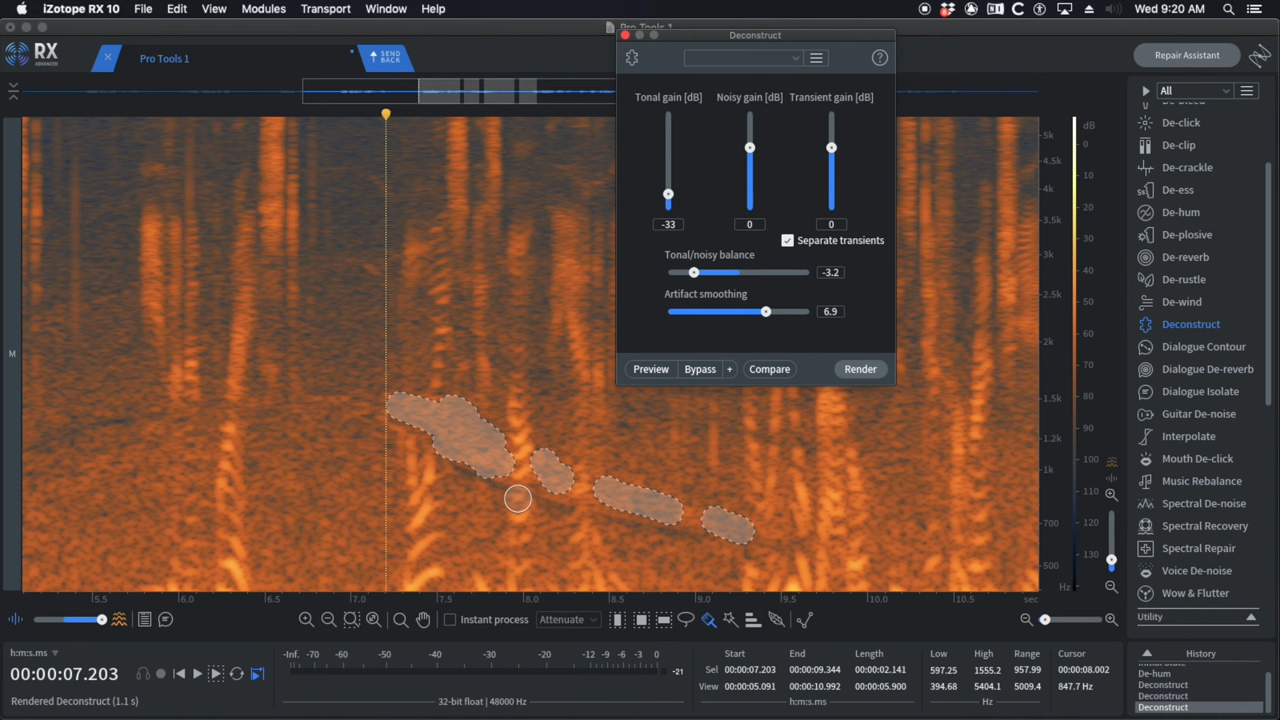 iZotope RX 10 File Edit View Modules Transport Window Help
Wed 9:20 AM
Pro Tools 1
RX
ADVANCED
Pro Tools 1
SEND
BACK
Repair Assistant
Deconstruct
Tonal gain [dB] Noisy gain [dB] Transient gain [dB]
-33 0 0
Separate transients
Tonal/noisy balance
-3.2
Artifact smoothing
6.9
Preview Bypass + Compare Render
M
5k
4.5k
4k
3.5k
3k
2.5k
2k
1.5k
1.2k
1k
700
500
Hz
dB
0
10
20
60
70
80
90
100
110
120
130
All
De-bleed
De-click
De-clip
De-crackle
De-ess
De-hum
De-plosive
De-reverb
De-rustle
De-wind
Deconstruct
Dialogue Contour
Dialogue De-reverb
Dialogue Isolate
Guitar De-noise
Interpolate
Mouth De-click
Music Rebalance
Spectral De-noise
Spectral Recovery
Spectral Repair
Voice De-noise
Wow & Flutter
Utility
5.5 6.0 6.5 7.0 7.5 8.0 8.5 9.0 9.5 10.0 10.5 sec
Instant process Attenuate
h:m:s.ms
00:00:07.203
Rendered Deconstruct (1.1 s)
-Inf. -70 -60 -50 -40 -30 -20 -12 -9 -6 -3 0
-21
32-bit float | 48000 Hz
Start End Length Low High Range Cursor
Sel 00:00:07.203 00:00:09.344 00:00:02.141 597.25 1555.2 957.99 00:00:08.002
View 00:00:05.091 00:00:10.992 00:00:05.900 394.68 5404.1 5009.4 847.7 Hz
h:m:s.ms Hz
History
Initial State
De-hum
Deconstruct
Deconstruct
Deconstruct